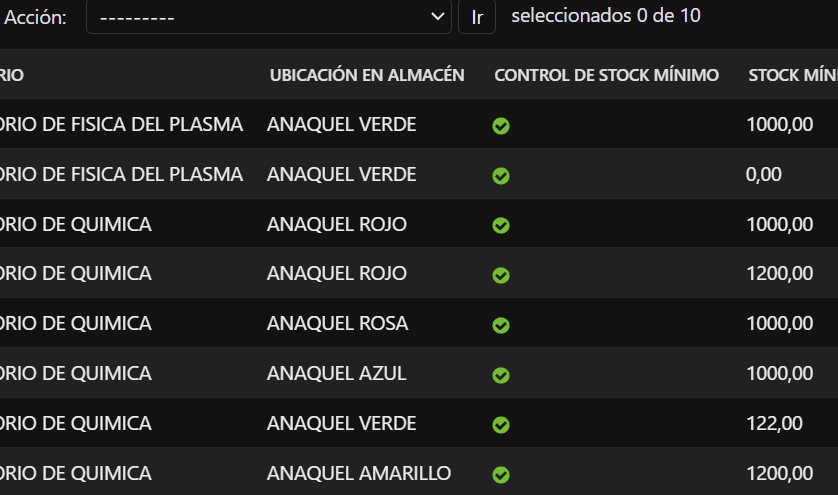 Acción: --------- Ir seleccionados 0 de 10
RIO UBICACIÓN EN ALMACÉN CONTROL DE STOCK MÍNIMO STOCK MÍNI
ORIO DE FISICA DEL PLASMA ANAQUEL VERDE 1000,00
ORIO DE FISICA DEL PLASMA ANAQUEL VERDE 0,00
ORIO DE QUIMICA ANAQUEL ROJO 1000,00
ORIO DE QUIMICA ANAQUEL ROJO 1200,00
ORIO DE QUIMICA ANAQUEL ROSA 1000,00
ORIO DE QUIMICA ANAQUEL AZUL 1000,00
ORIO DE QUIMICA ANAQUEL VERDE 122,00
ORIO DE QUIMICA ANAQUEL AMARILLO 1200,00